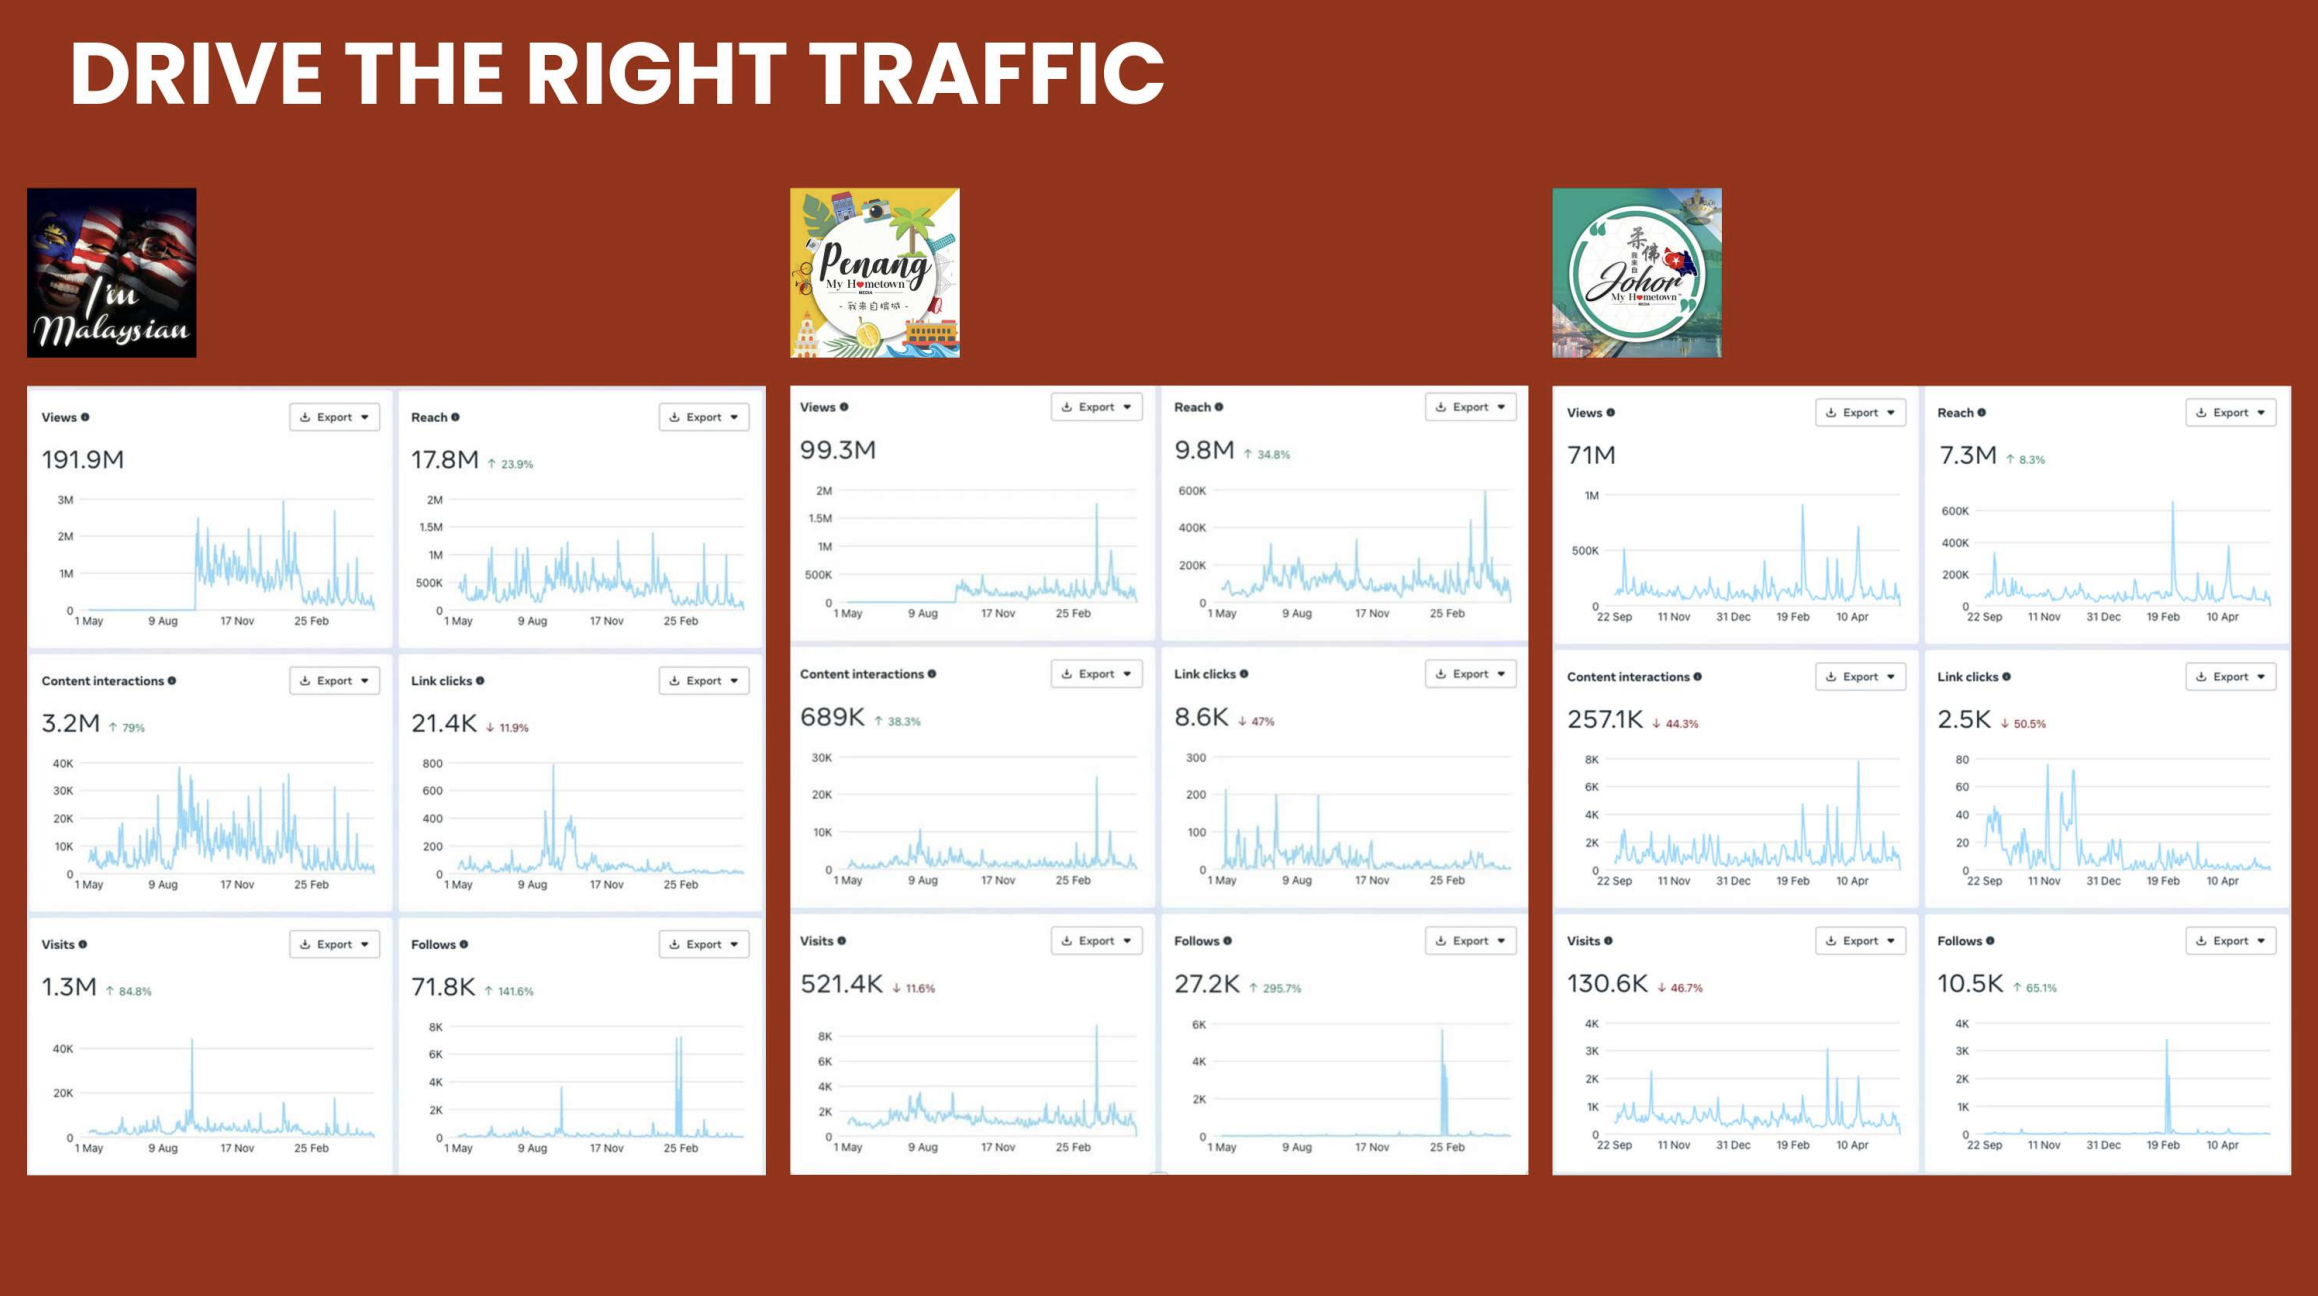 DRIVE THE RIGHT TRAFFIC
I'm
Malaysian
Penang
My Hometown
MEDIA
- 我来自槟城 -
柔佛
我来自
Johor
My Hometown
MEDIA
Views
Export
191.9M
3M
2M
1M
0
1 May
9 Aug
17 Nov
25 Feb
Reach
Export
17.8M ↑ 23.9%
2M
1.5M
1M
500K
0
1 May
9 Aug
17 Nov
25 Feb
Content interactions
Export
3.2M ↑ 79%
40K
30K
20K
10K
0
1 May
9 Aug
17 Nov
25 Feb
Link clicks
Export
21.4K ↓ 11.9%
800
600
400
200
0
1 May
9 Aug
17 Nov
25 Feb
Visits
Export
1.3M ↑ 84.8%
40K
20K
0
1 May
9 Aug
17 Nov
25 Feb
Follows
Export
71.8K ↑ 141.6%
8K
6K
4K
2K
0
1 May
9 Aug
17 Nov
25 Feb
Views
Export
99.3M
2M
1.5M
1M
500K
0
1 May
9 Aug
17 Nov
25 Feb
Reach
Export
9.8M ↑ 34.8%
600K
400K
200K
0
1 May
9 Aug
17 Nov
25 Feb
Content interactions
Export
689K ↑ 38.3%
30K
20K
10K
0
1 May
9 Aug
17 Nov
25 Feb
Link clicks
Export
8.6K ↓ 47%
300
200
100
0
1 May
9 Aug
17 Nov
25 Feb
Visits
Export
521.4K ↓ 11.6%
8K
6K
4K
2K
0
1 May
9 Aug
17 Nov
25 Feb
Follows
Export
27.2K ↑ 295.7%
6K
4K
2K
0
1 May
9 Aug
17 Nov
25 Feb
Views
Export
71M
1M
500K
0
22 Sep
11 Nov
31 Dec
19 Feb
10 Apr
Reach
Export
7.3M ↑ 8.3%
600K
400K
200K
0
22 Sep
11 Nov
31 Dec
19 Feb
10 Apr
Content interactions
Export
257.1K ↓ 44.3%
8K
6K
4K
2K
0
22 Sep
11 Nov
31 Dec
19 Feb
10 Apr
Link clicks
Export
2.5K ↓ 50.5%
80
60
40
20
0
22 Sep
11 Nov
31 Dec
19 Feb
10 Apr
Visits
Export
130.6K ↓ 46.7%
4K
3K
2K
1K
0
22 Sep
11 Nov
31 Dec
19 Feb
10 Apr
Follows
Export
10.5K ↑ 65.1%
4K
3K
2K
1K
0
22 Sep
11 Nov
31 Dec
19 Feb
10 Apr